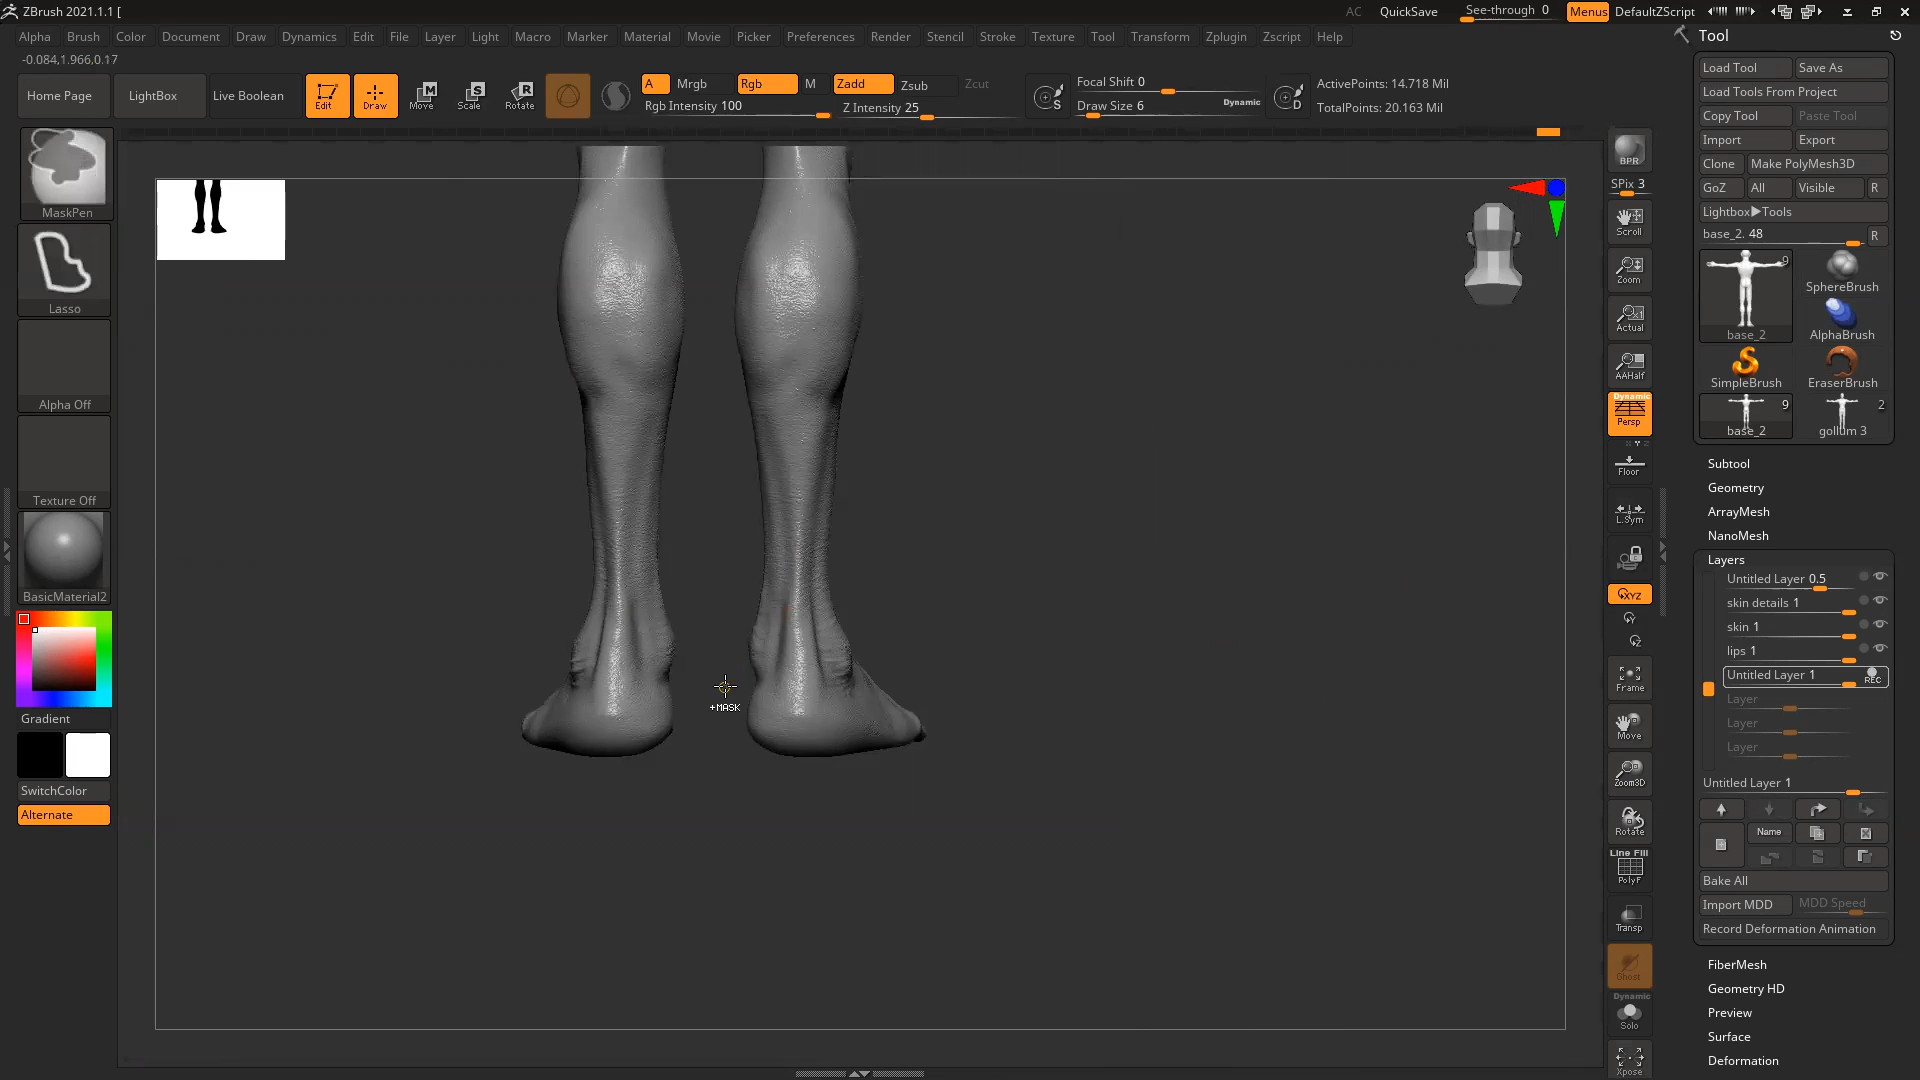 ZBrush 2021.1.1 [
AC QuickSave See-through 0 Menus DefaultZScript
Alpha Brush Color Document Draw Dynamics Edit File Layer Light Macro Marker Material Movie Picker Preferences Render Stencil Stroke Texture Tool Transform Zplugin Zscript Help
-0.084,1.966,0.17
Home Page LightBox Live Boolean Edit Draw Move Scale Rotate
A Mrgb Rgb M Zadd Zsub Zcut
Rgb Intensity 100 Z Intensity 25
S Focal Shift 0
Draw Size 6 Dynamic D
ActivePoints: 14.718 Mil
TotalPoints: 20.163 Mil
MaskPen
Lasso
Alpha Off
Texture Off
BasicMaterial2
Gradient
SwitchColor
Alternate
+MASK
BPR
SPix 3
Scroll
Zoom
Actual
AAHalf
Dynamic
Persp
Floor
L.Sym
XYZ
Y
Z
Frame
Move
Zoom3D
Rotate
Line Fill
PolyF
Transp
Ghost
Dynamic
Solo
Xpose
Tool
Load Tool Save As
Load Tools From Project
Copy Tool Paste Tool
Import Export
Clone Make PolyMesh3D
GoZ All Visible R
Lightbox▶Tools
base_2. 48 R
9
base_2
SphereBrush
AlphaBrush
SimpleBrush EraserBrush
9 2
base_2 gollum 3
Subtool
Geometry
ArrayMesh
NanoMesh
Layers
Untitled Layer 0.5
skin details 1
skin 1
lips 1
Untitled Layer 1 REC
Layer
Layer
Layer
Untitled Layer 1
Name
Bake All
Import MDD MDD Speed
Record Deformation Animation
FiberMesh
Geometry HD
Preview
Surface
Deformation